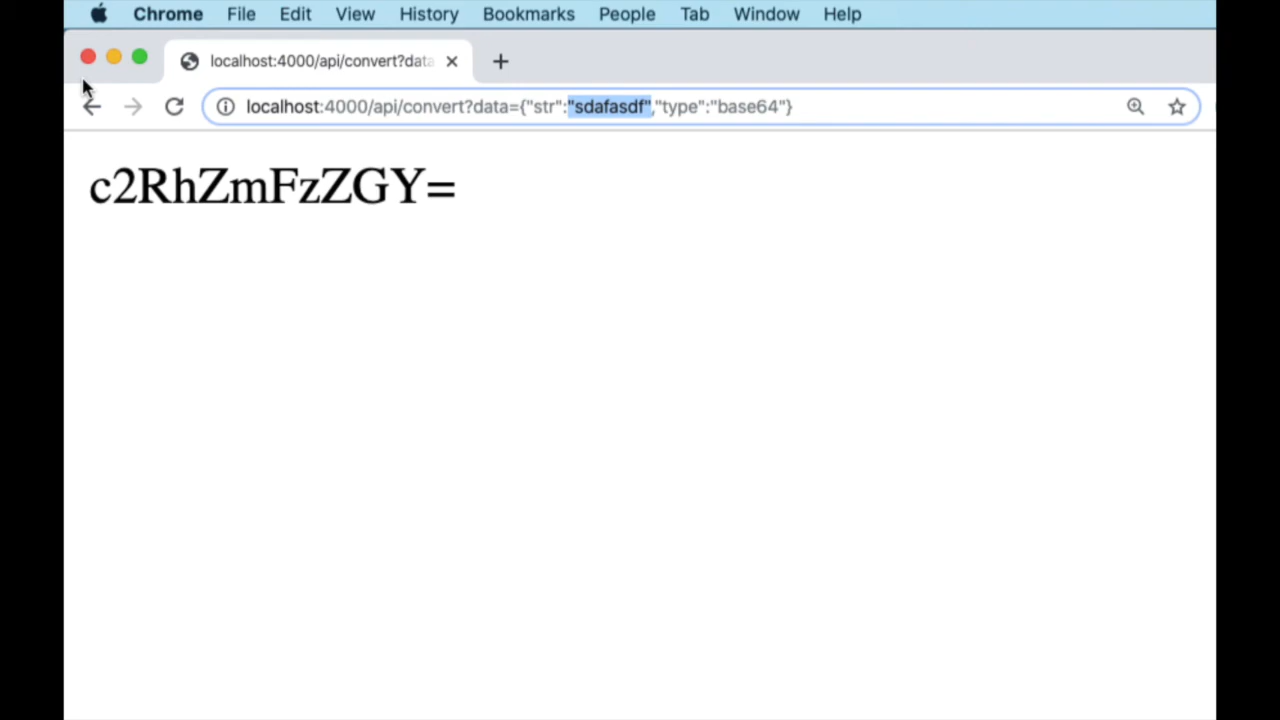 Chrome File Edit View History Bookmarks People Tab Window Help
localhost:4000/api/convert?data
localhost:4000/api/convert?data={"str":"sdafasdf","type":"base64"}
c2RhZmFzZGY=